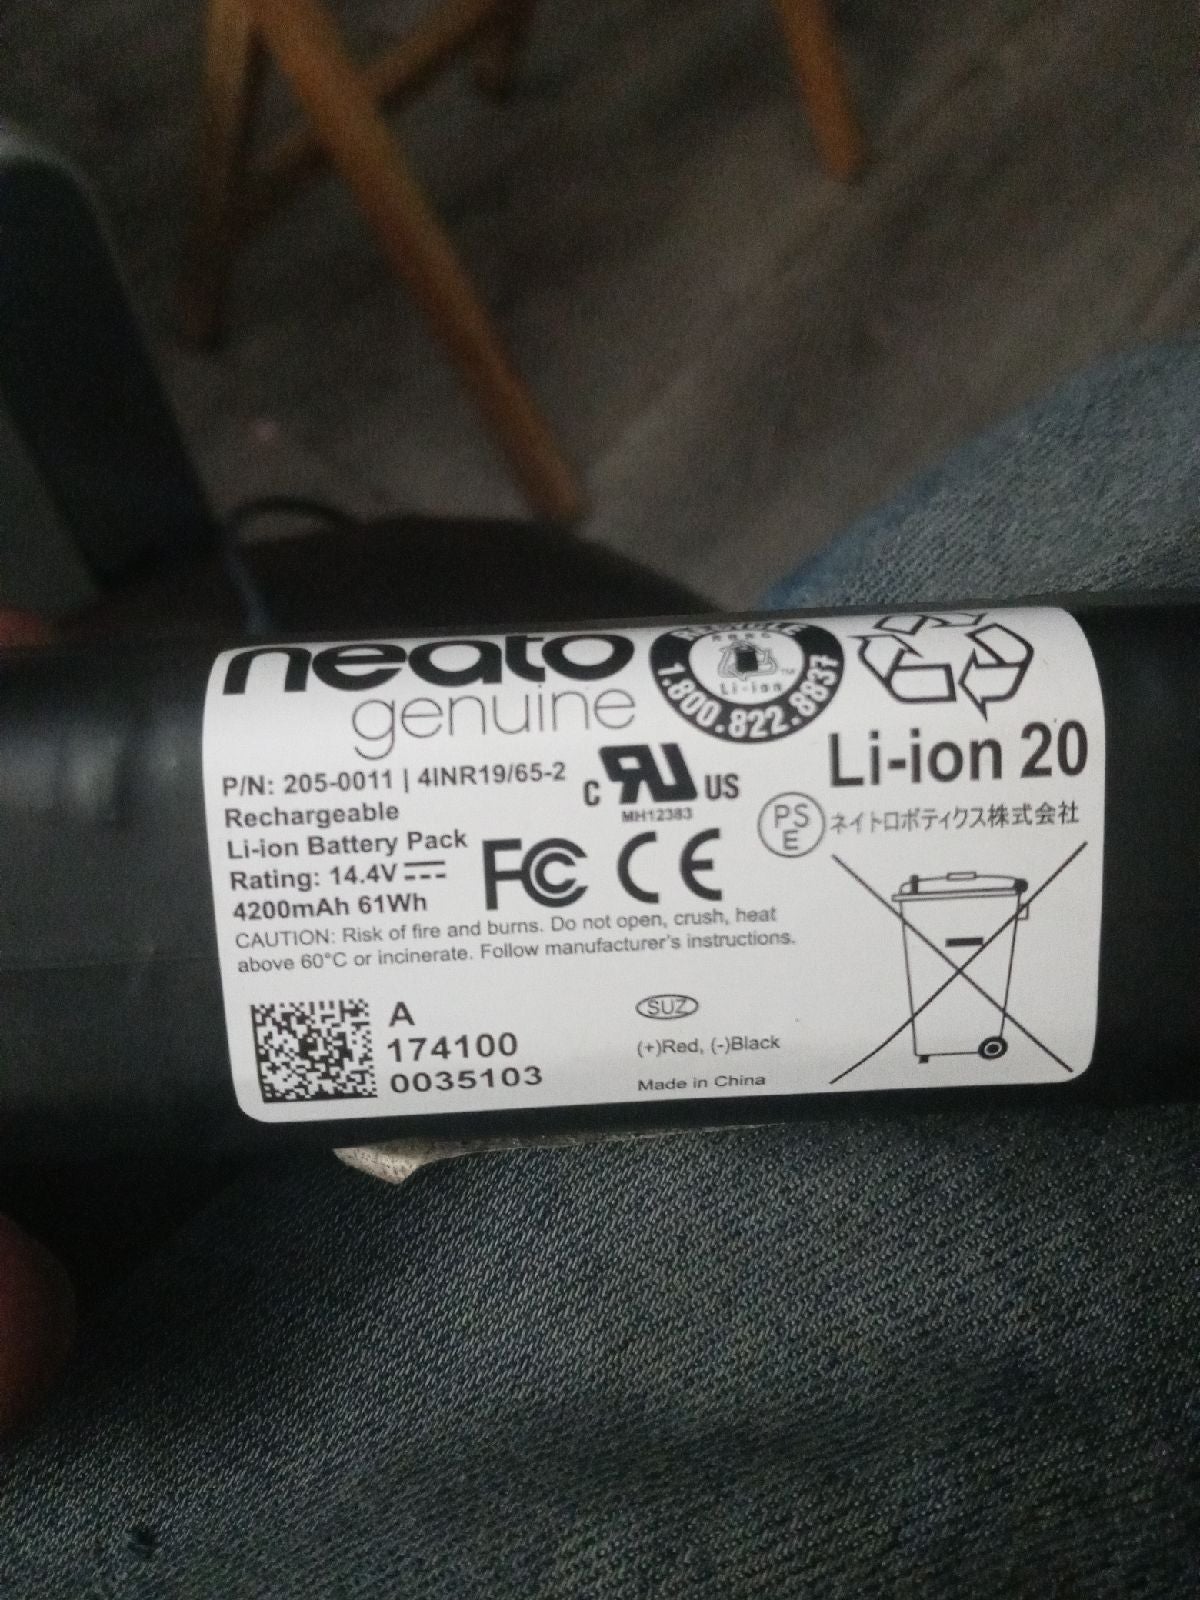 neato
genuine
1.800.822.8837
Li-ion
P/N: 205-0011 | 4INR19/65-2
Rechargeable
Li-ion Battery Pack
Rating: 14.4V
4200mAh 61Wh
C US
MH12383
FC CE
Li-ion 20
PS
E
ネイトロボティクス株式会社
CAUTION: Risk of fire and burns. Do not open, crush, heat
above 60°C or incinerate. Follow manufacturer's instructions.
A
174100
0035103
SUZ
(+)Red, (-)Black
Made in China